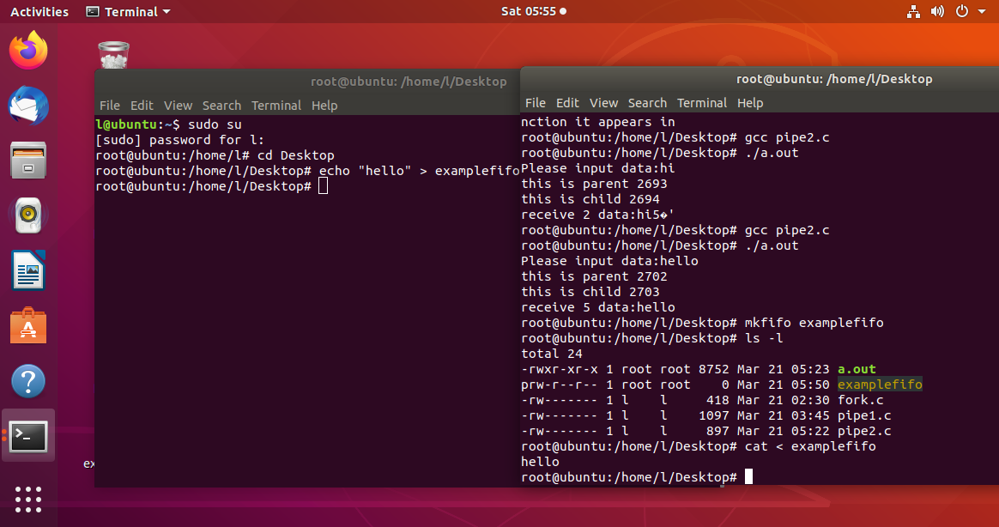 Activities Terminal Sat 05:55
root@ubuntu: /home/l/Desktop
File Edit View Search Terminal Help
l@ubuntu:~$ sudo su
[sudo] password for l:
root@ubuntu:/home/l# cd Desktop
root@ubuntu:/home/l/Desktop# echo "hello" > examplefifo
root@ubuntu:/home/l/Desktop#
ex
root@ubuntu: /home/l/Desktop
File Edit View Search Terminal Help
nction it appears in
root@ubuntu:/home/l/Desktop# gcc pipe2.c
root@ubuntu:/home/l/Desktop# ./a.out
Please input data:hi
this is parent 2693
this is child 2694
receive 2 data:hi5�'
root@ubuntu:/home/l/Desktop# gcc pipe2.c
root@ubuntu:/home/l/Desktop# ./a.out
Please input data:hello
this is parent 2702
this is child 2703
receive 5 data:hello
root@ubuntu:/home/l/Desktop# mkfifo examplefifo
root@ubuntu:/home/l/Desktop# ls -l
total 24
-rwxr-xr-x 1 root root 8752 Mar 21 05:23 a.out
prw-r--r-- 1 root root    0 Mar 21 05:50 examplefifo
-rw------- 1 l    l     418 Mar 21 02:30 fork.c
-rw------- 1 l    l    1097 Mar 21 03:45 pipe1.c
-rw------- 1 l    l     897 Mar 21 05:22 pipe2.c
root@ubuntu:/home/l/Desktop# cat < examplefifo
hello
root@ubuntu:/home/l/Desktop#